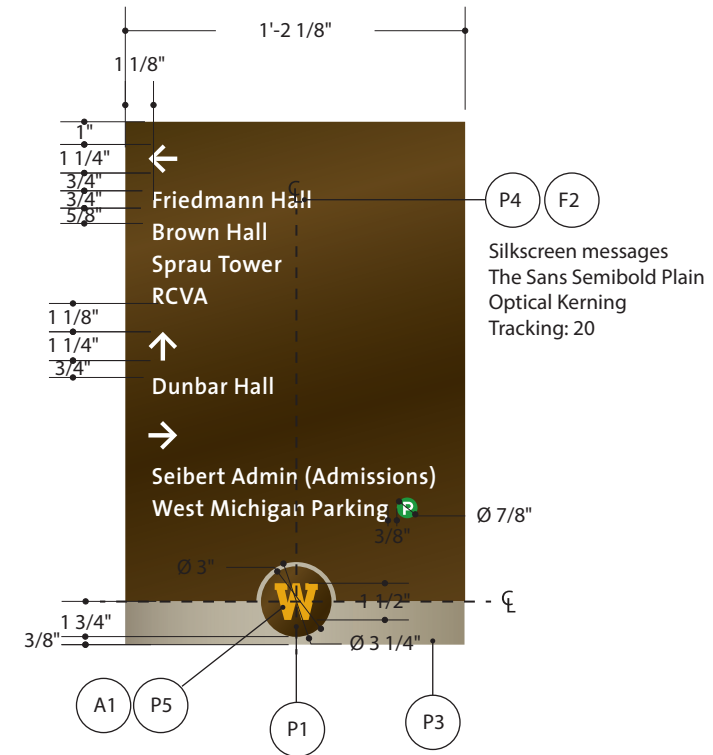 1'-2 1/8"
1 1/8"
1"
1 1/4"
3/4"
3/4"
5/8"
Friedmann Hall
Brown Hall
Sprau Tower
RCVA
P4
F2
Silkscreen messages
The Sans Semibold Plain
Optical Kerning
Tracking: 20
1 1/8"
1 1/4"
3/4"
Dunbar Hall
Seibert Admin (Admissions)
West Michigan Parking P
Ø 7/8"
3/8"
Ø 3"
W
1 1/2"
1 3/4"
3/8"
Ø 3 1/4"
A1
P5
P1
P3